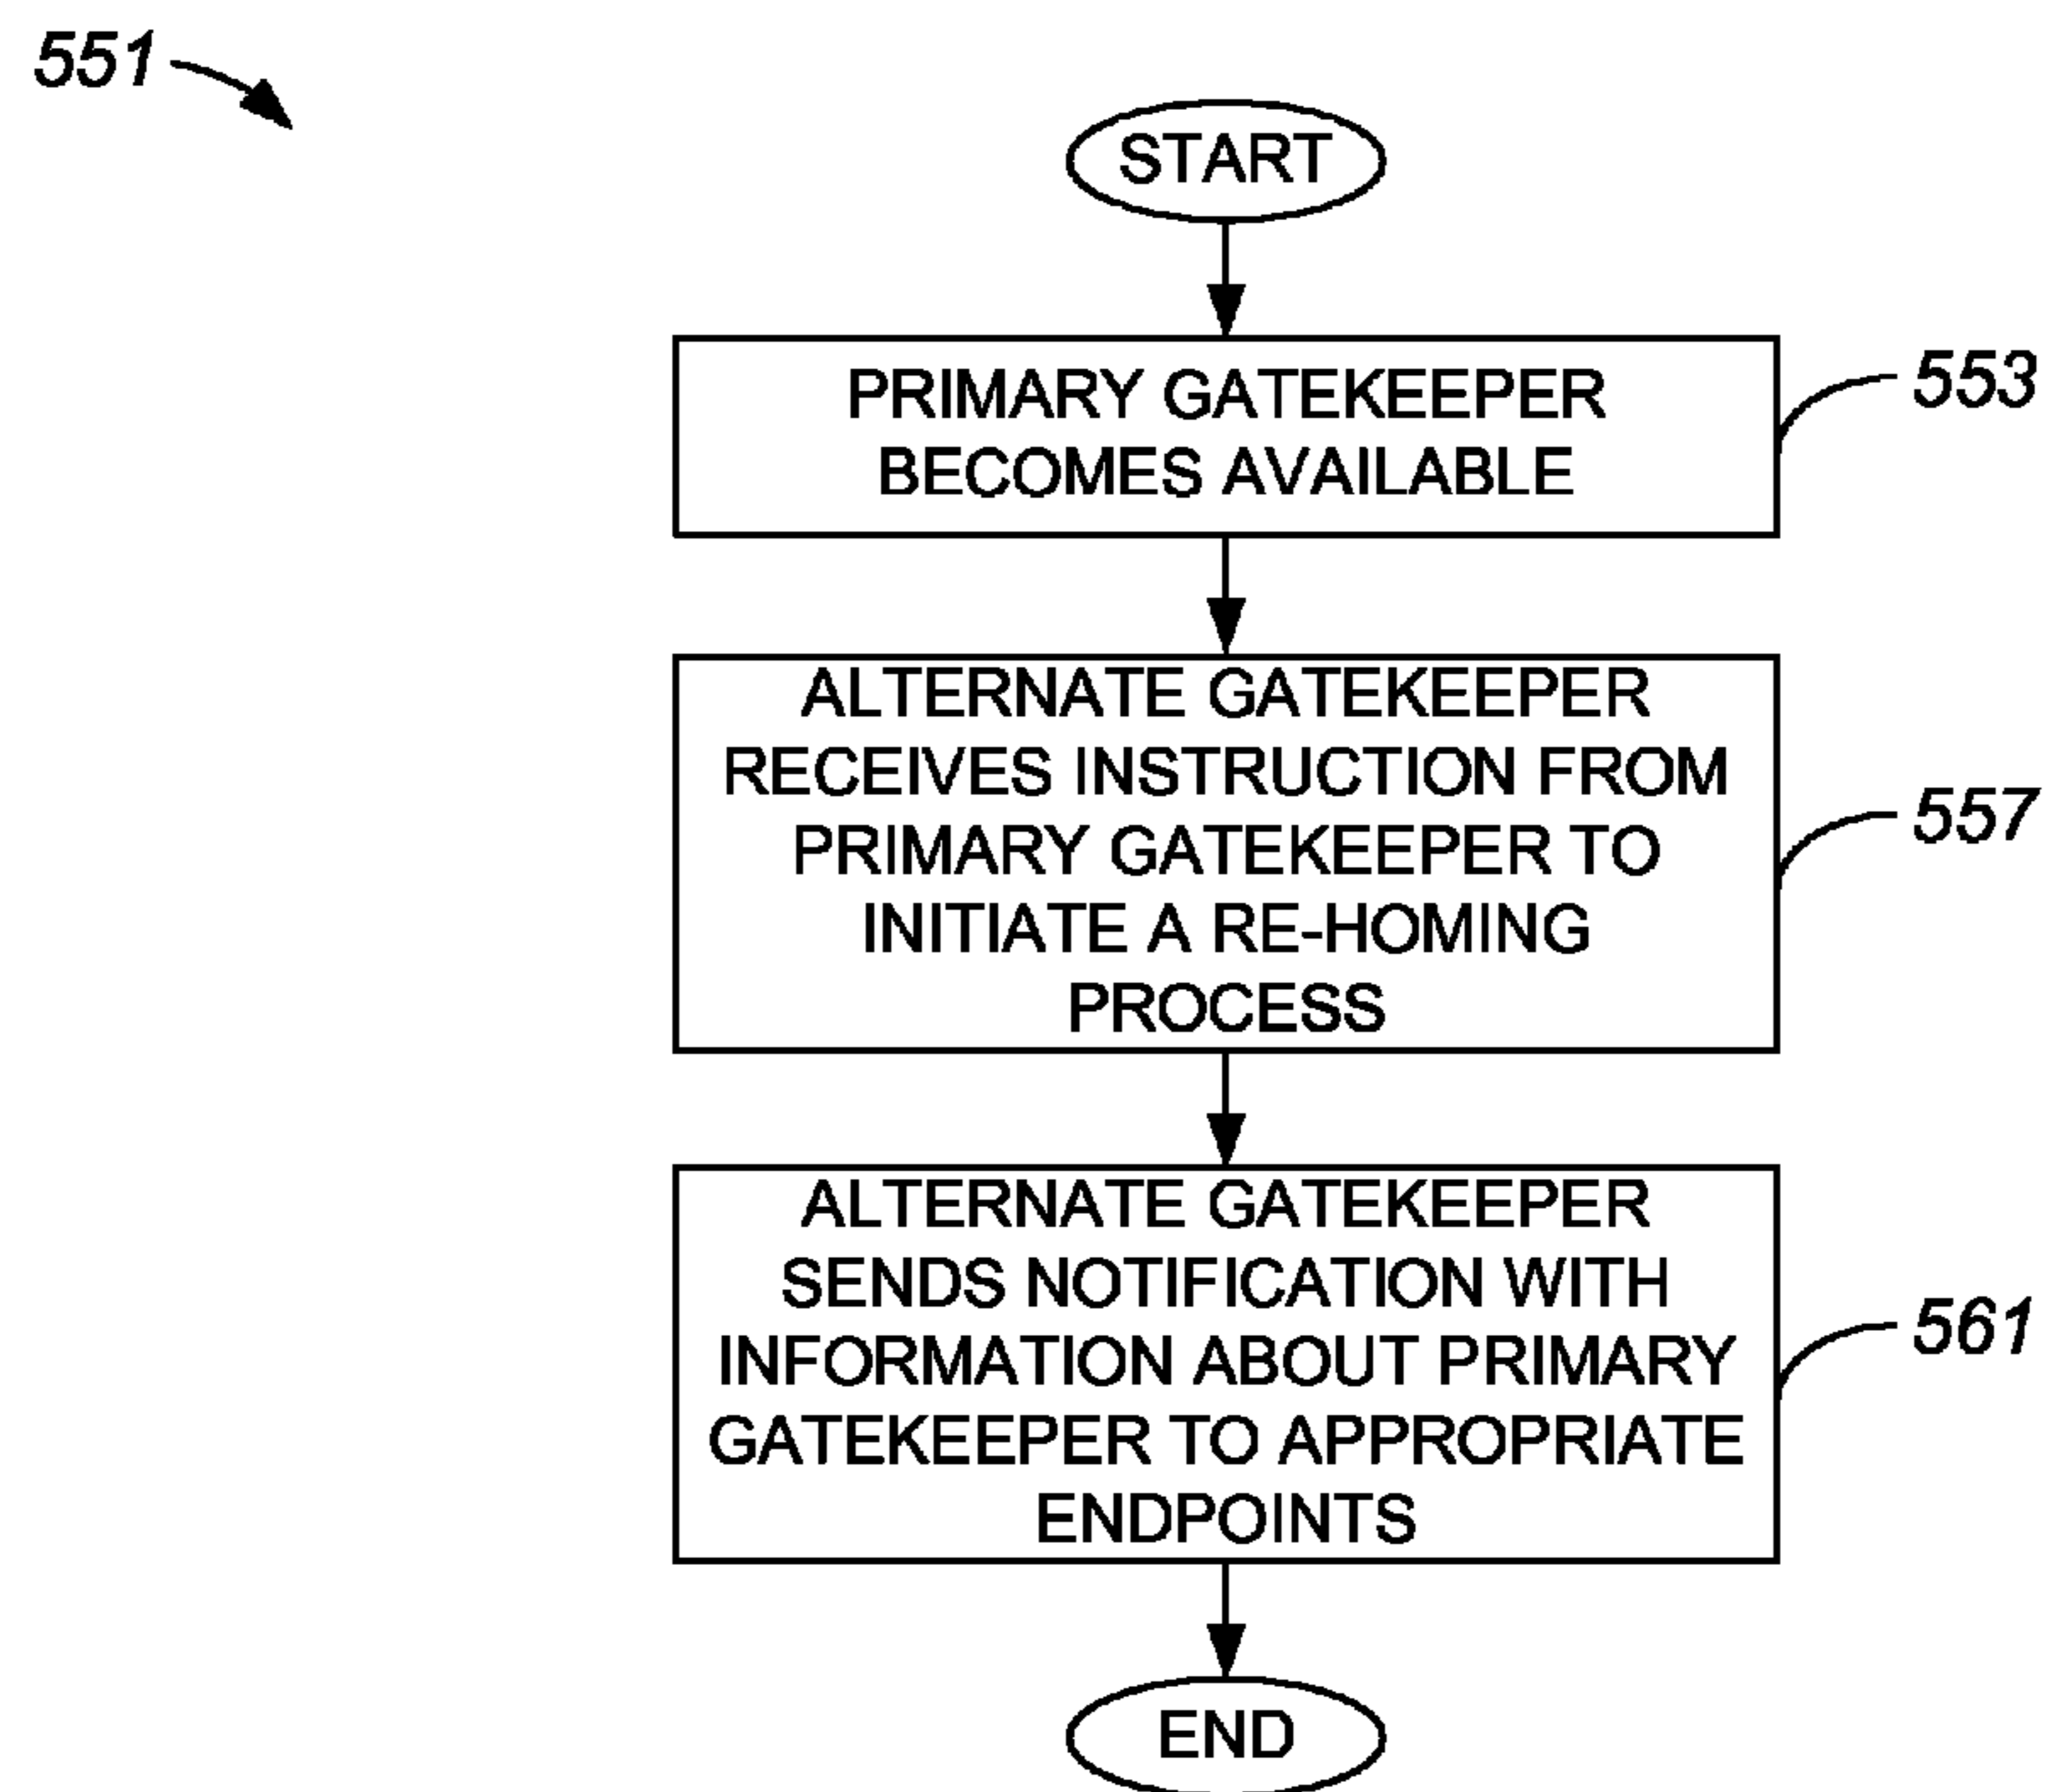 551
START
PRIMARY GATEKEEPER
BECOMES AVAILABLE
553
ALTERNATE GATEKEEPER
RECEIVES INSTRUCTION FROM
PRIMARY GATEKEEPER TO
INITIATE A RE-HOMING
PROCESS
557
ALTERNATE GATEKEEPER
SENDS NOTIFICATION WITH
INFORMATION ABOUT PRIMARY
GATEKEEPER TO APPROPRIATE
ENDPOINTS
561
END